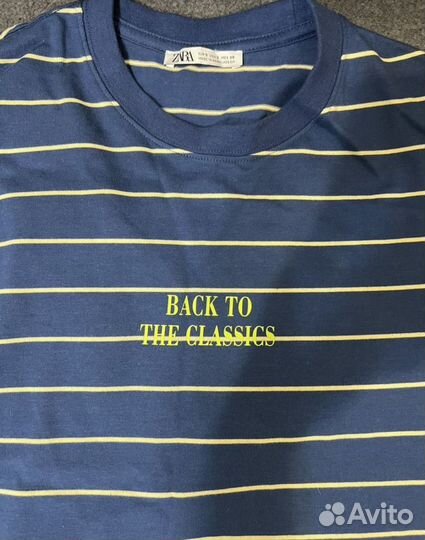 ZARA
BACK TO
THE CLASSICS
Avito